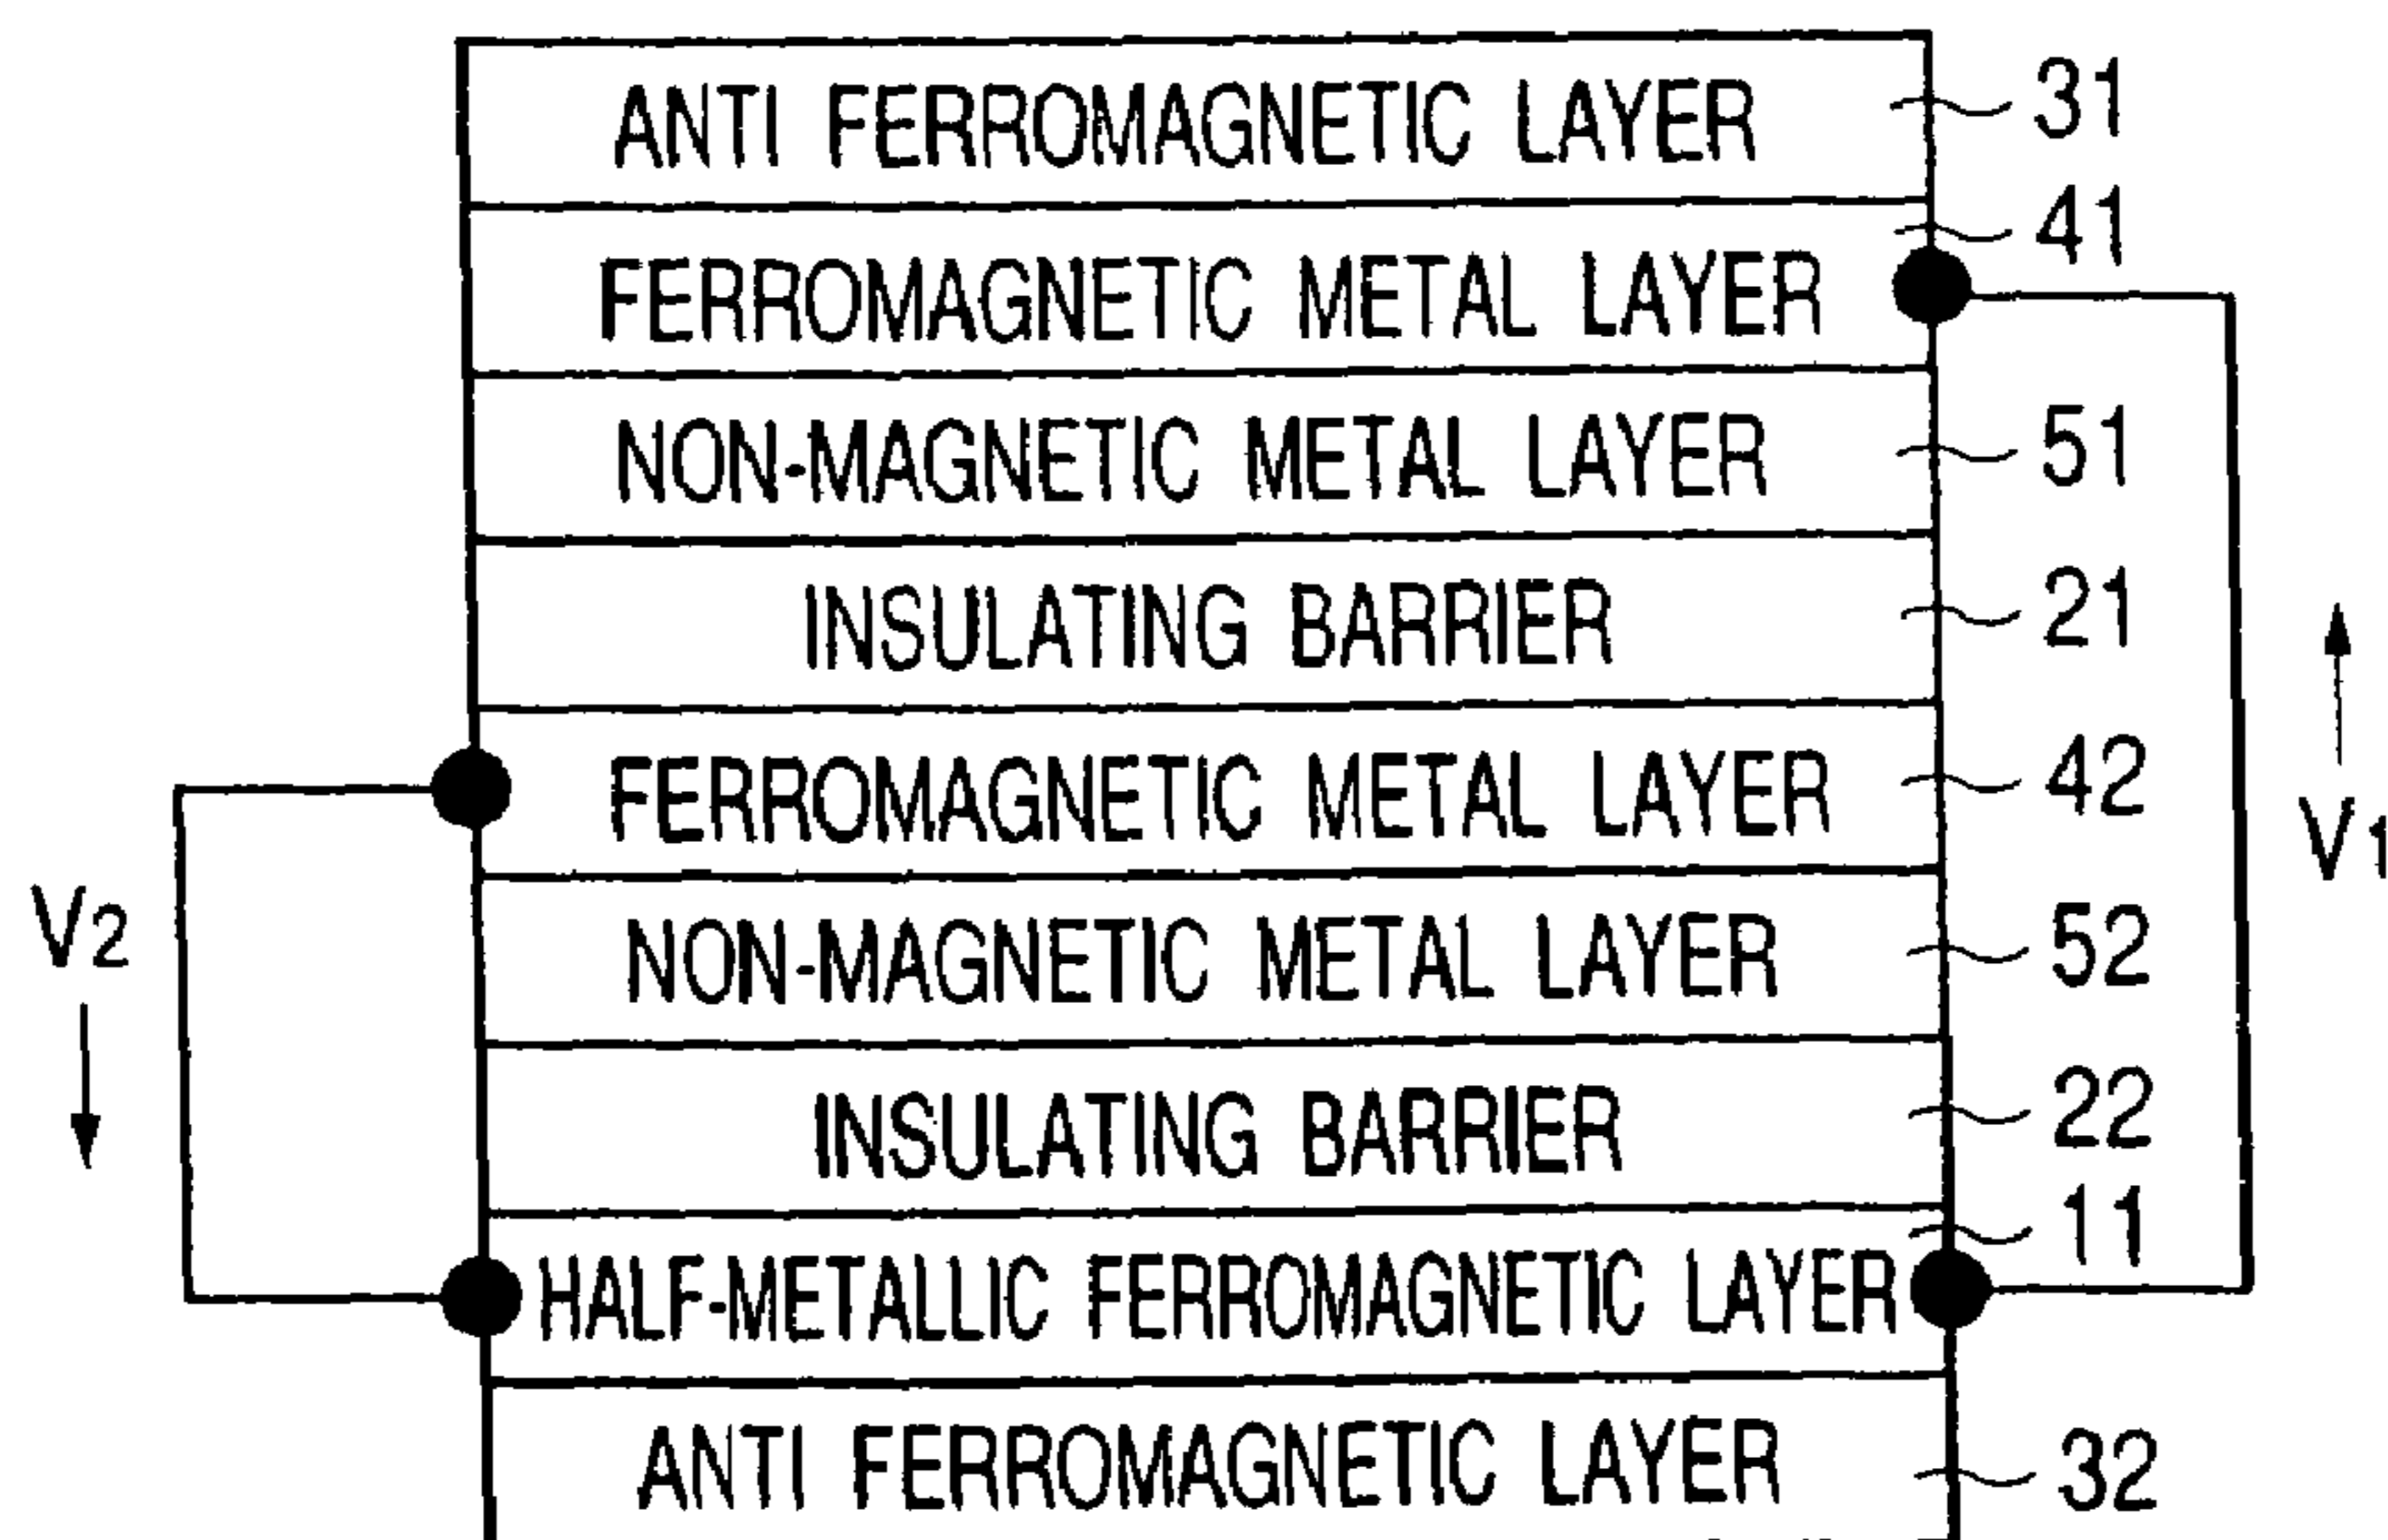 ANTI FERROMAGNETIC LAYER 31
41
FERROMAGNETIC METAL LAYER
NON-MAGNETIC METAL LAYER 51
INSULATING BARRIER 21
FERROMAGNETIC METAL LAYER 42
V1
V2
NON-MAGNETIC METAL LAYER 52
INSULATING BARRIER 22
11
HALF-METALLIC FERROMAGNETIC LAYER
ANTI FERROMAGNETIC LAYER 32